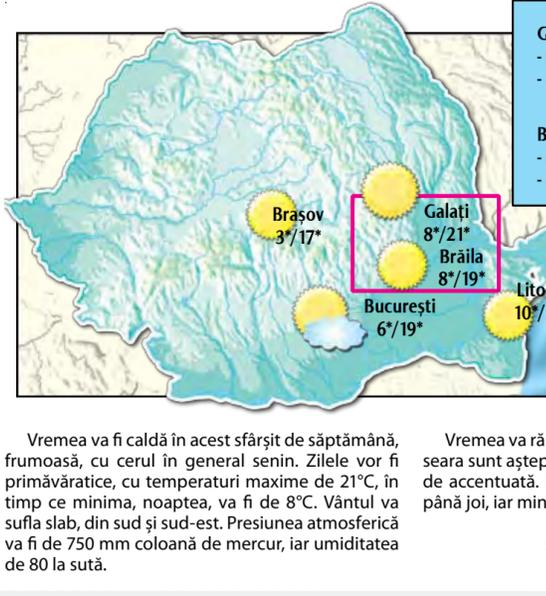 G
-
-
B
-
-
Brașov
3*/17*
Galați
8*/21*
Brăila
8*/19*
București
6*/19*
Lito
10*/
Vremea va fi caldă în acest sfârșit de săptămână,
frumoasă, cu cerul în general senin. Zilele vor fi
primăvăratice, cu temperaturi maxime de 21°C, în
timp ce minima, noaptea, va fi de 8°C. Vântul va
sufla slab, din sud și sud-est. Presiunea atmosferică
va fi de 750 mm coloană de mercur, iar umiditatea
de 80 la sută.
Vremea va ră
seara sunt aștep
de accentuată.
până joi, iar min